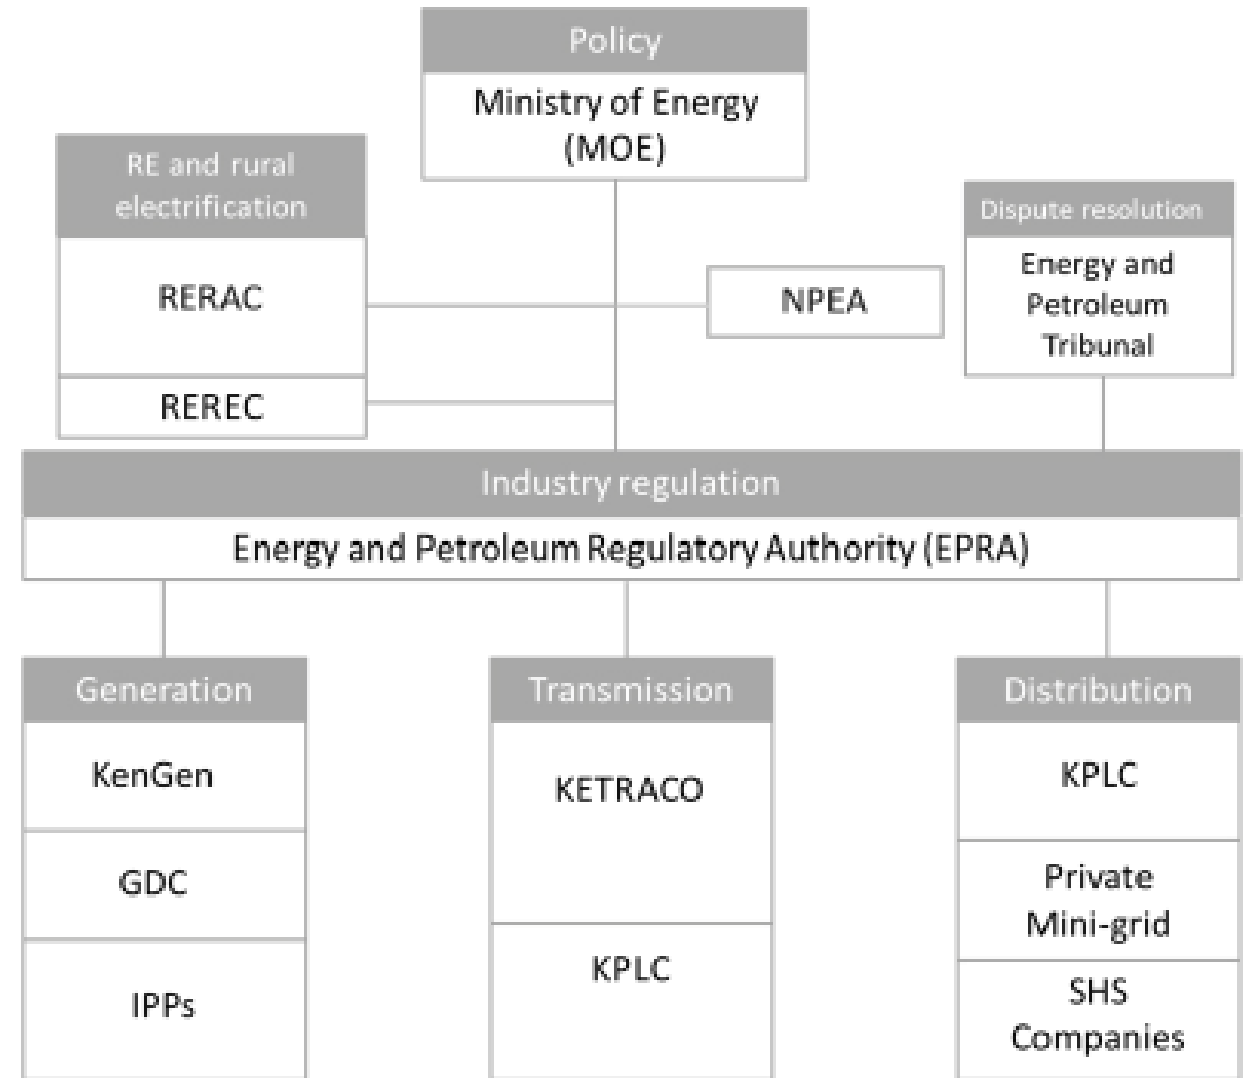 Policy
Ministry of Energy
(MOE)
RE and rural
electrification
RERAC
REREC
NPEA
Dispute resolution
Energy and
Petroleum
Tribunal
Industry regulation
Energy and Petroleum Regulatory Authority (EPRA)
Generation
KenGen
GDC
IPPs
Transmission
KETRACO
KPLC
Distribution
KPLC
Private
Mini-grid
SHS
Companies